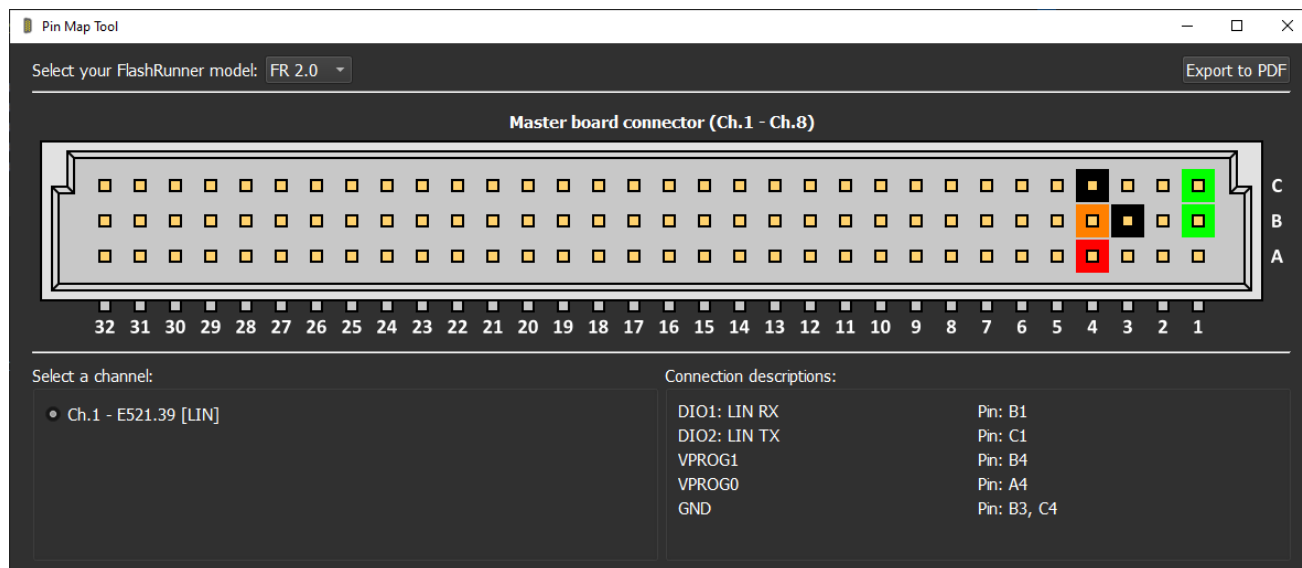 Pin Map Tool
Select your FlashRunner model: FR 2.0 Export to PDF
Master board connector (Ch.1 - Ch.8)
C
B
A
32 31 30 29 28 27 26 25 24 23 22 21 20 19 18 17 16 15 14 13 12 11 10 9 8 7 6 5 4 3 2 1
Select a channel:
Ch.1 - E521.39 [LIN]
Connection descriptions:
DIO1: LIN RX Pin: B1
DIO2: LIN TX Pin: C1
VPROG1 Pin: B4
VPROG0 Pin: A4
GND Pin: B3, C4